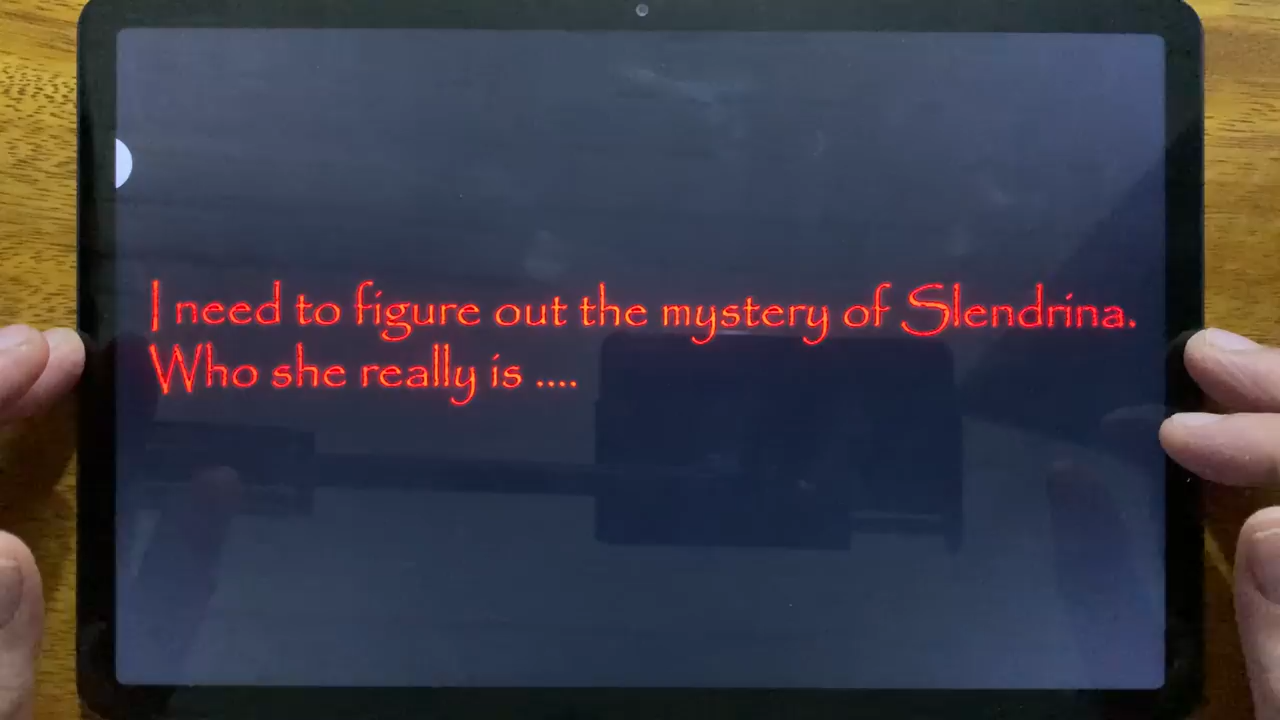 I need to figure out the mystery of Slendrina.
Who she really is ....